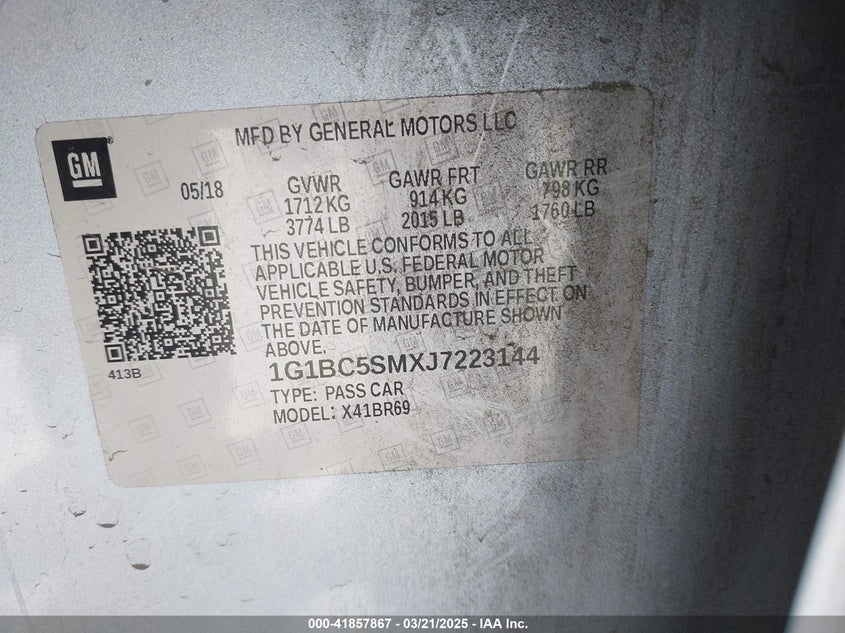 MFD BY GENERAL MOTORS LLC
GM
05/18
GVWR GAWR FRT GAWR RR
1712 KG 914 KG 798 KG
3774 LB 2015 LB 1760 LB
THIS VEHICLE CONFORMS TO ALL
APPLICABLE U.S. FEDERAL MOTOR
VEHICLE SAFETY, BUMPER, AND THEFT
PREVENTION STANDARDS IN EFFECT ON
THE DATE OF MANUFACTURE SHOWN
ABOVE.
413B
1G1BC5SMXJ7223144
TYPE: PASS CAR
MODEL: X41BR69
000-41857867 / 03/21/2025 - IAA Inc.